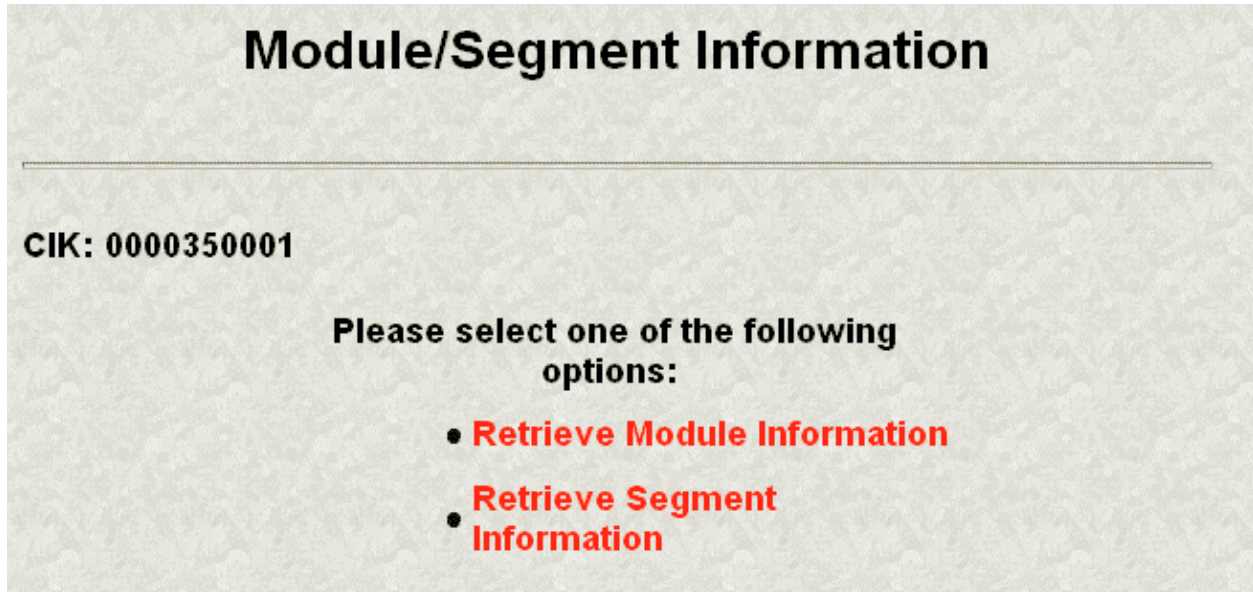 Module/Segment Information
CIK: 0000350001
Please select one of the following
options:
Retrieve Module Information
Retrieve Segment
Information